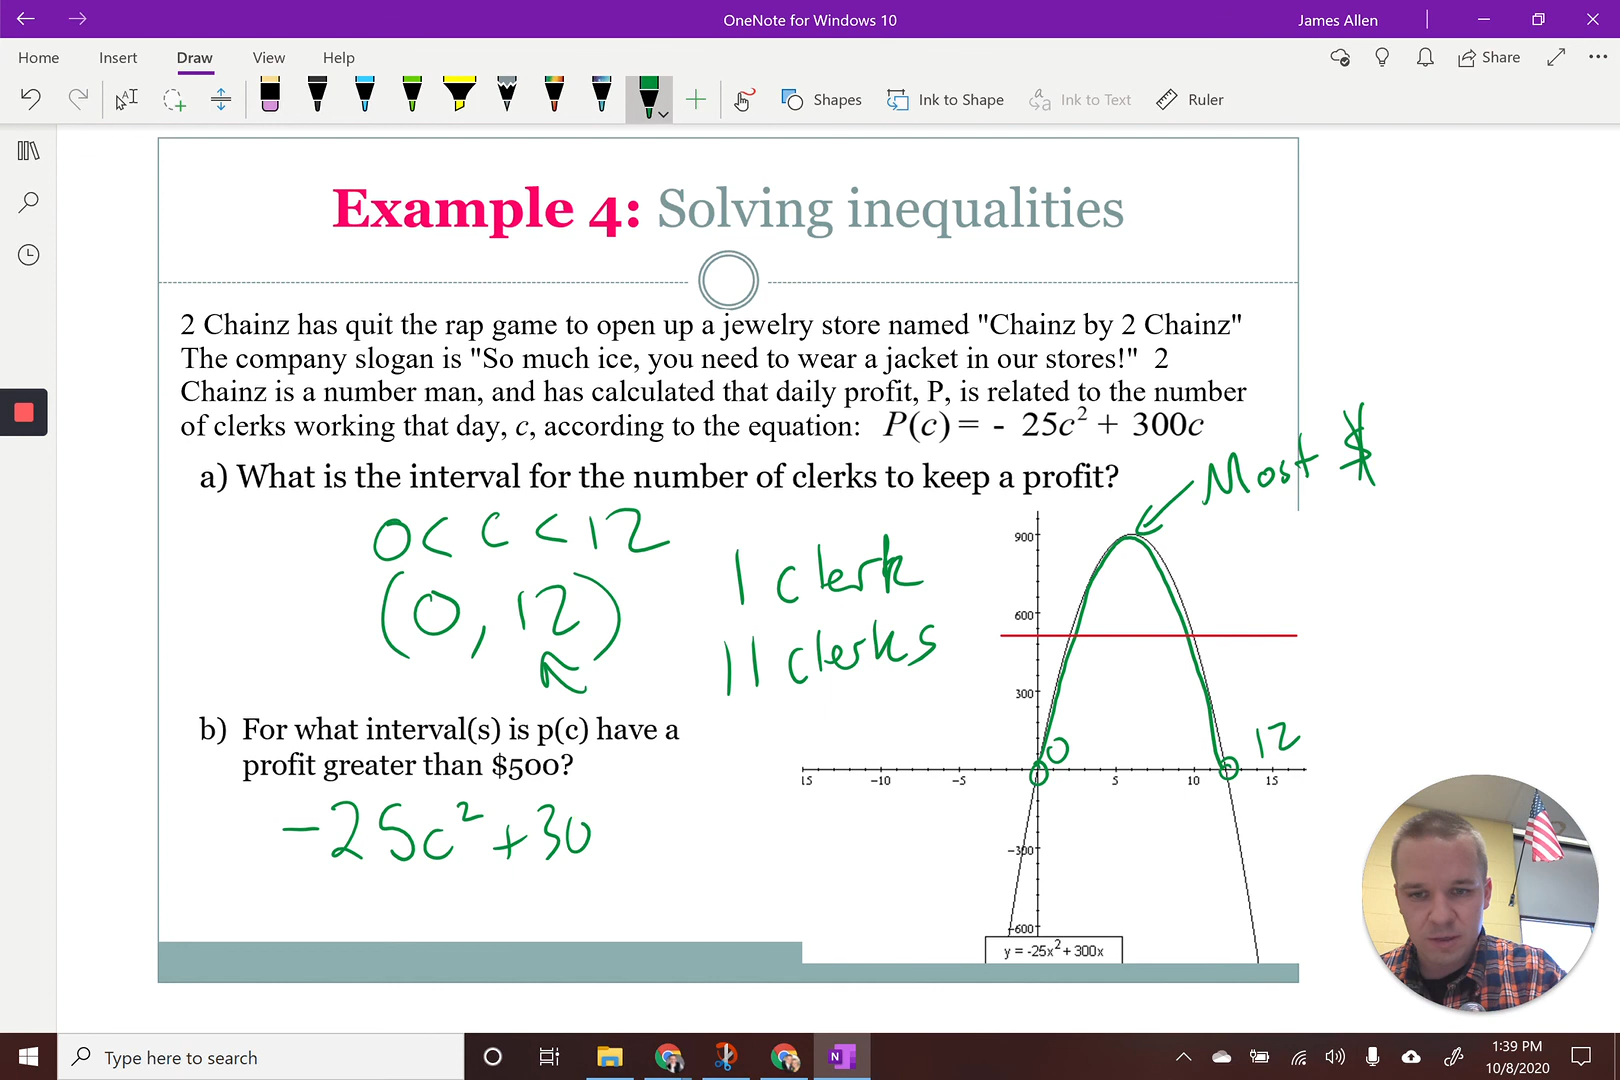 OneNote for Windows 10
James Allen
Home Insert Draw View Help
Share
Shapes Ink to Shape Ink to Text Ruler
Example 4: Solving inequalities
2 Chainz has quit the rap game to open up a jewelry store named "Chainz by 2 Chainz"
The company slogan is "So much ice, you need to wear a jacket in our stores!" 2
Chainz is a number man, and has calculated that daily profit, P, is related to the number
of clerks working that day, c, according to the equation: P(c) = - 25c² + 300c
a) What is the interval for the number of clerks to keep a profit?
Most $
0 < c < 12
(0, 12)
1 clerk
11 clerks
b) For what interval(s) is p(c) have a
profit greater than $500?
-25c² + 30
900
600
300
0
12
15 -10 -5 5 10 15
-300
-600
y = -25x² + 300x
Type here to search
1:39 PM
10/8/2020